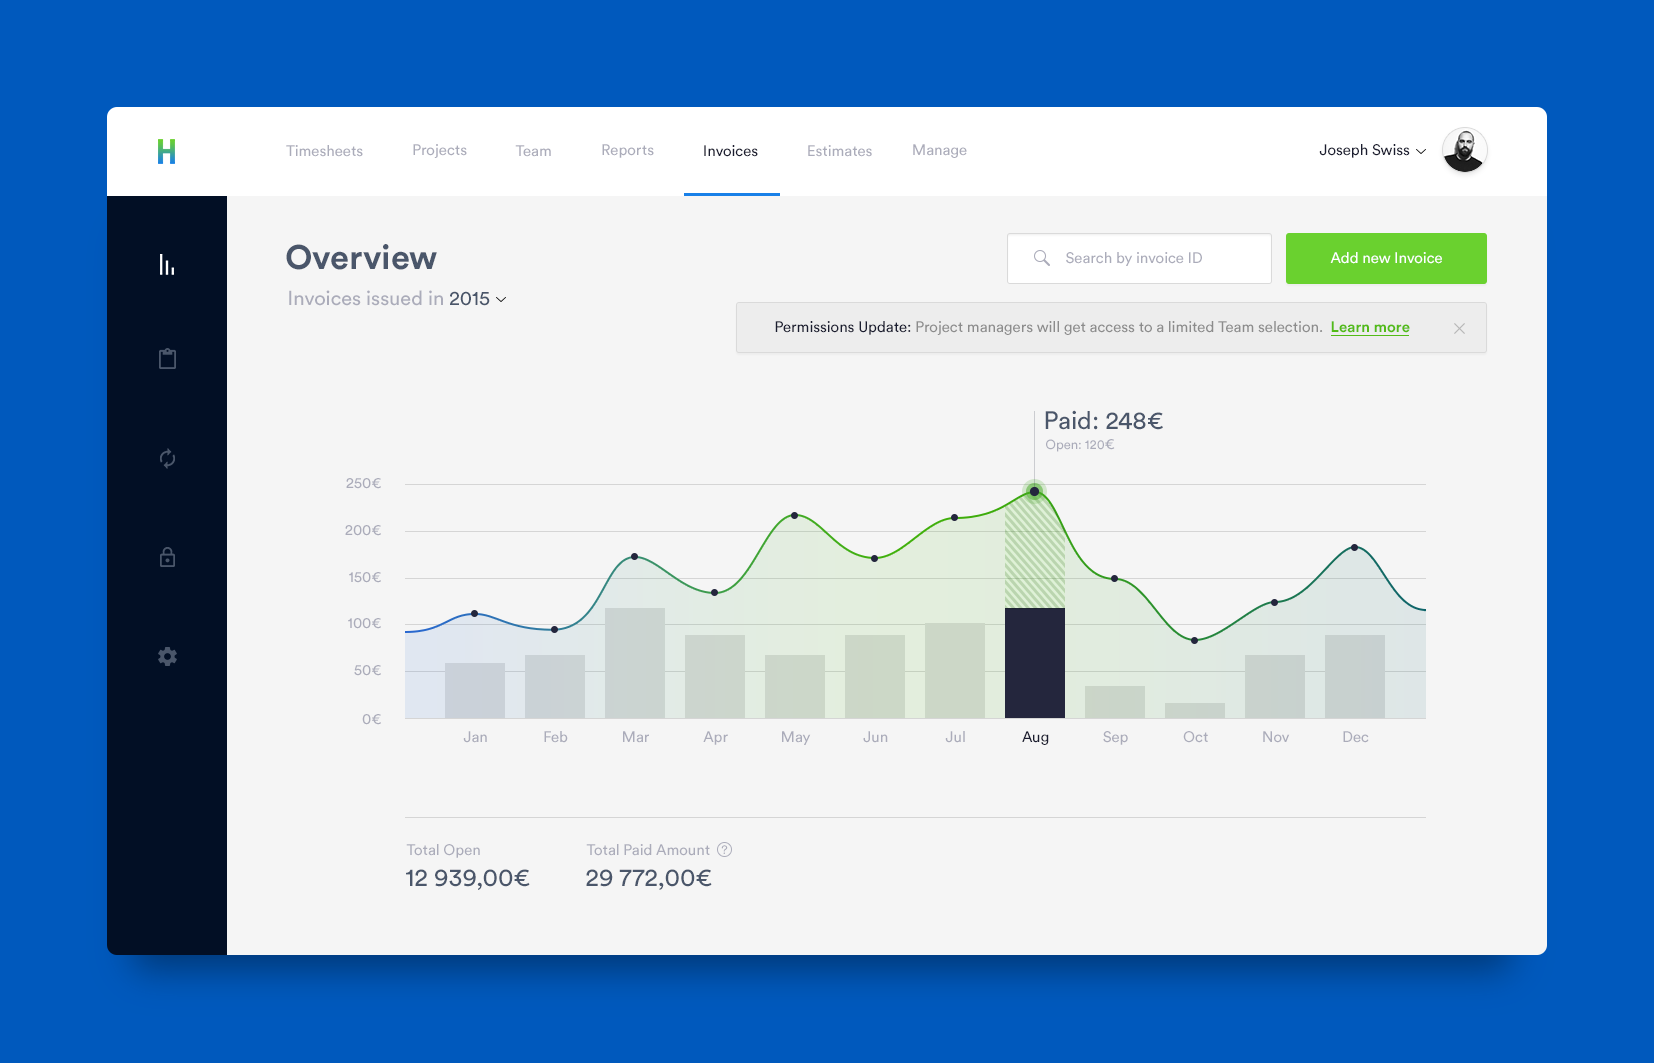 H
Timesheets Projects Team Reports Invoices Estimates Manage
Joseph Swiss
Overview
Search by invoice ID
Add new Invoice
Invoices issued in 2015
Permissions Update: Project managers will get access to a limited Team selection. Learn more
Paid: 248€
Open: 120€
250€
200€
150€
100€
50€
0€
Jan Feb Mar Apr May Jun Jul Aug Sep Oct Nov Dec
Total Open
12 939,00€
Total Paid Amount ?
29 772,00€